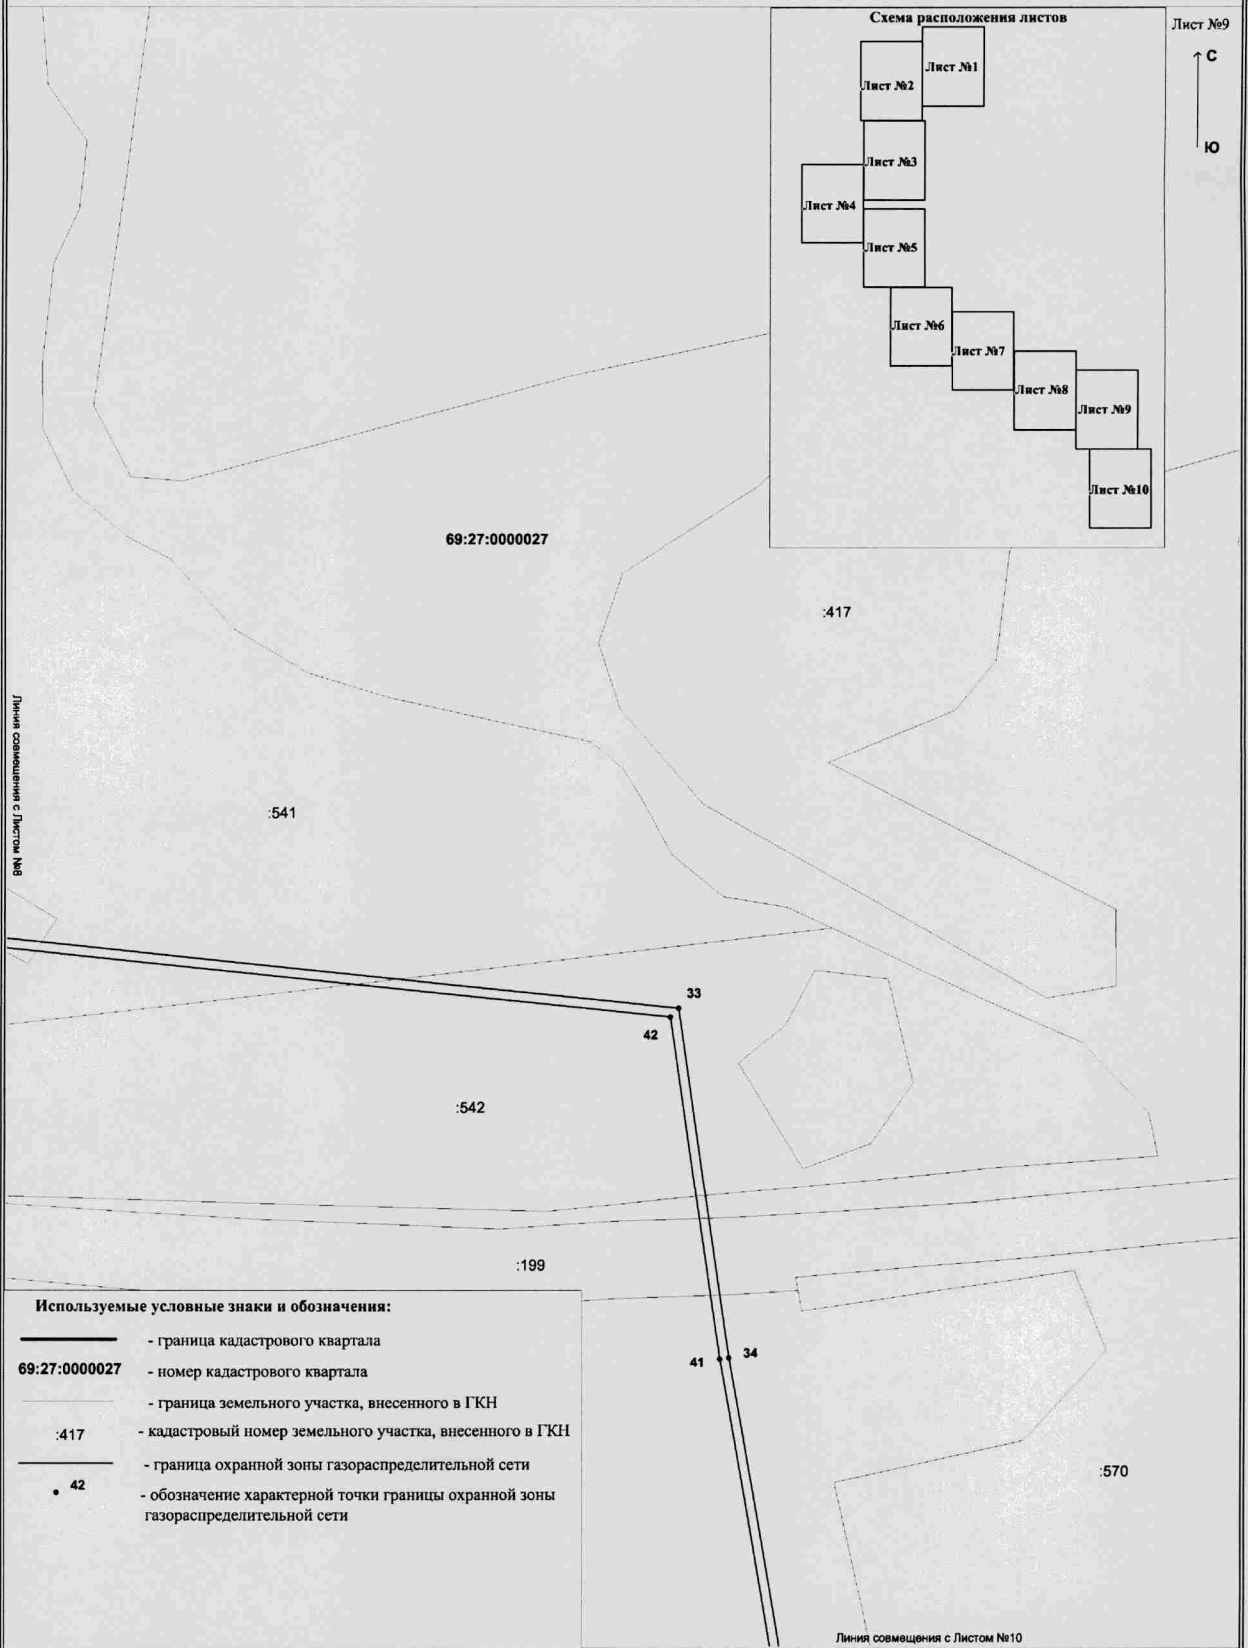 Схема расположения листов
Лист №9
С
Ю
Лист №1
Лист №2
Лист №3
Лист №4
Лист №5
Лист №6
Лист №7
Лист №8
Лист №9
Лист №10
69:27:0000027
:417
Линия совмещения с Листом №8
:541
33
42
:542
:199
41
34
:570
Используемые условные знаки и обозначения:
- граница кадастрового квартала
69:27:0000027 - номер кадастрового квартала
- граница земельного участка, внесенного в ГКН
:417 - кадастровый номер земельного участка, внесенного в ГКН
- граница охранной зоны газораспределительной сети
42 - обозначение характерной точки границы охранной зоны
газораспределительной сети
Линия совмещения с Листом №10